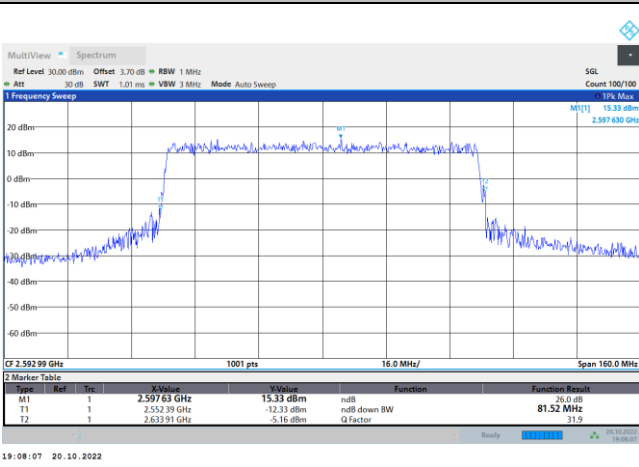 MultiView Spectrum
Ref Level 30.00 dBm Offset 3.70 dB RBW 1 MHz SGL
Att 30 dB SWT 1.01 ms VBW 3 MHz Mode Auto Sweep Count 100/100
1 Frequency Sweep 1Pk Max
M1[1] 15.33 dBm
2.597 630 GHz
20 dBm
M1
10 dBm
0 dBm
T2
T1
-10 dBm
-20 dBm
-30 dBm
-40 dBm
-50 dBm
-60 dBm
CF 2.592 99 GHz 1001 pts 16.0 MHz/ Span 160.0 MHz
2 Marker Table
Type Ref Trc X-Value Y-Value Function Function Result
M1 1 2.597 63 GHz 15.33 dBm ndB 26.0 dB
T1 1 2.552 39 GHz -12.33 dBm ndB down BW 81.52 MHz
T2 1 2.633 91 GHz -5.16 dBm Q Factor 31.9
Ready 20.10.2022
19:08:07
19:08:07 20.10.2022